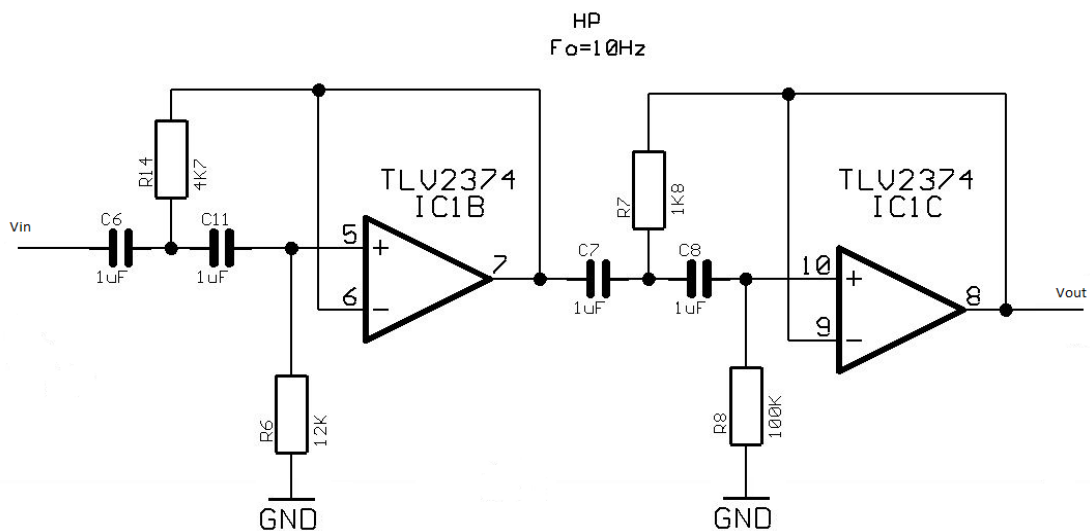 HP
Fo=10Hz
R14
4K7
TLV2374
IC1B
R7
1K8
TLV2374
IC1C
Vin
C6
1uF
C11
1uF
5
+
6
-
7
C7
1uF
C8
1uF
10
+
9
-
8
Vout
R6
12K
R8
100K
GND
GND